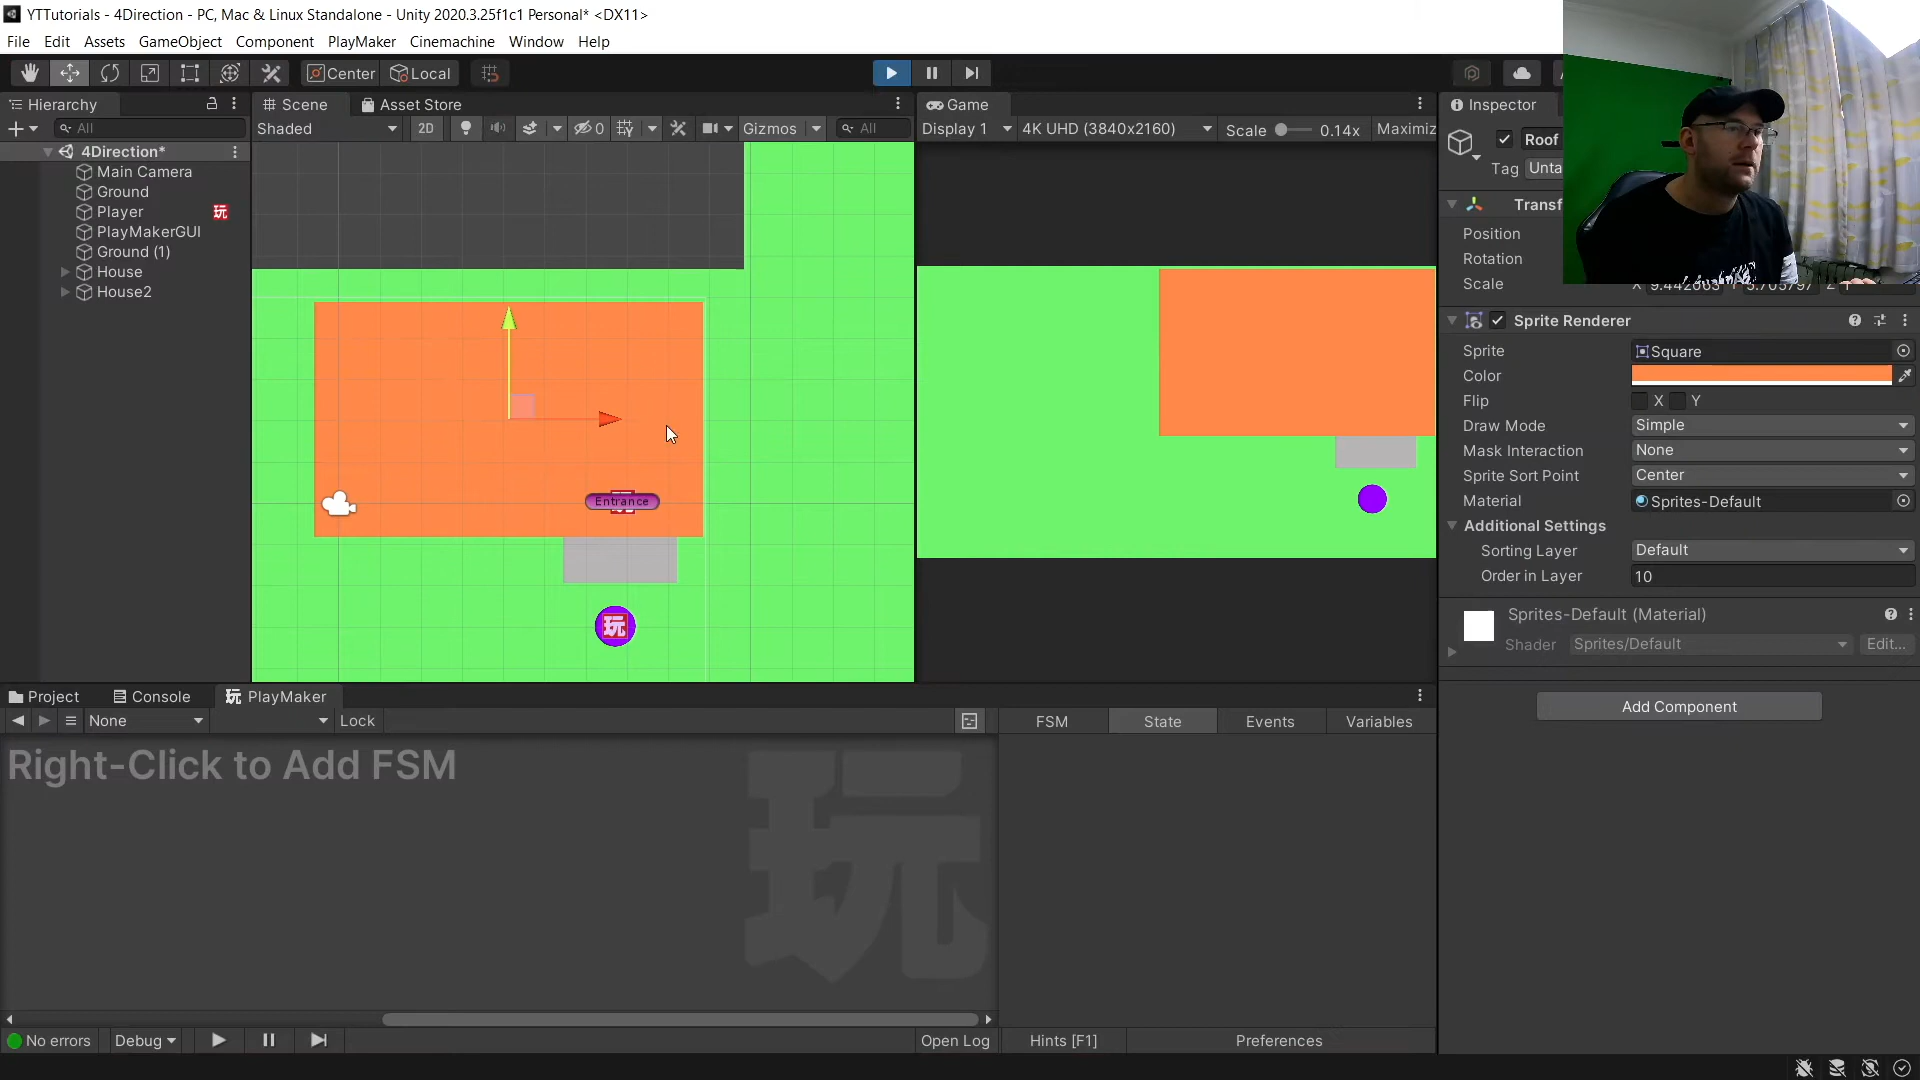 YTTutorials - 4Direction - PC, Mac & Linux Standalone - Unity 2020.3.25f1c1 Personal* <DX11>
File Edit Assets GameObject Component PlayMaker Cinemachine Window Help
Center Local
Hierarchy
All
4Direction*
Main Camera
Ground
Player 玩
PlayMakerGUI
Ground (1)
House
House2
Scene Asset Store
Shaded 2D 0 Gizmos All
Entrance
玩
Game
Display 1 4K UHD (3840x2160) Scale 0.14x Maximiz
Inspector
Roof
Tag Unta
Transf
Position
Rotation
Scale
Sprite Renderer
Sprite Square
Color
Flip X Y
Draw Mode Simple
Mask Interaction None
Sprite Sort Point Center
Material Sprites-Default
Additional Settings
Sorting Layer Default
Order in Layer 10
Sprites-Default (Material)
Shader Sprites/Default Edit...
Add Component
Project Console 玩 PlayMaker
None Lock FSM State Events Variables
Right-Click to Add FSM
玩
No errors Debug Open Log Hints [F1] Preferences